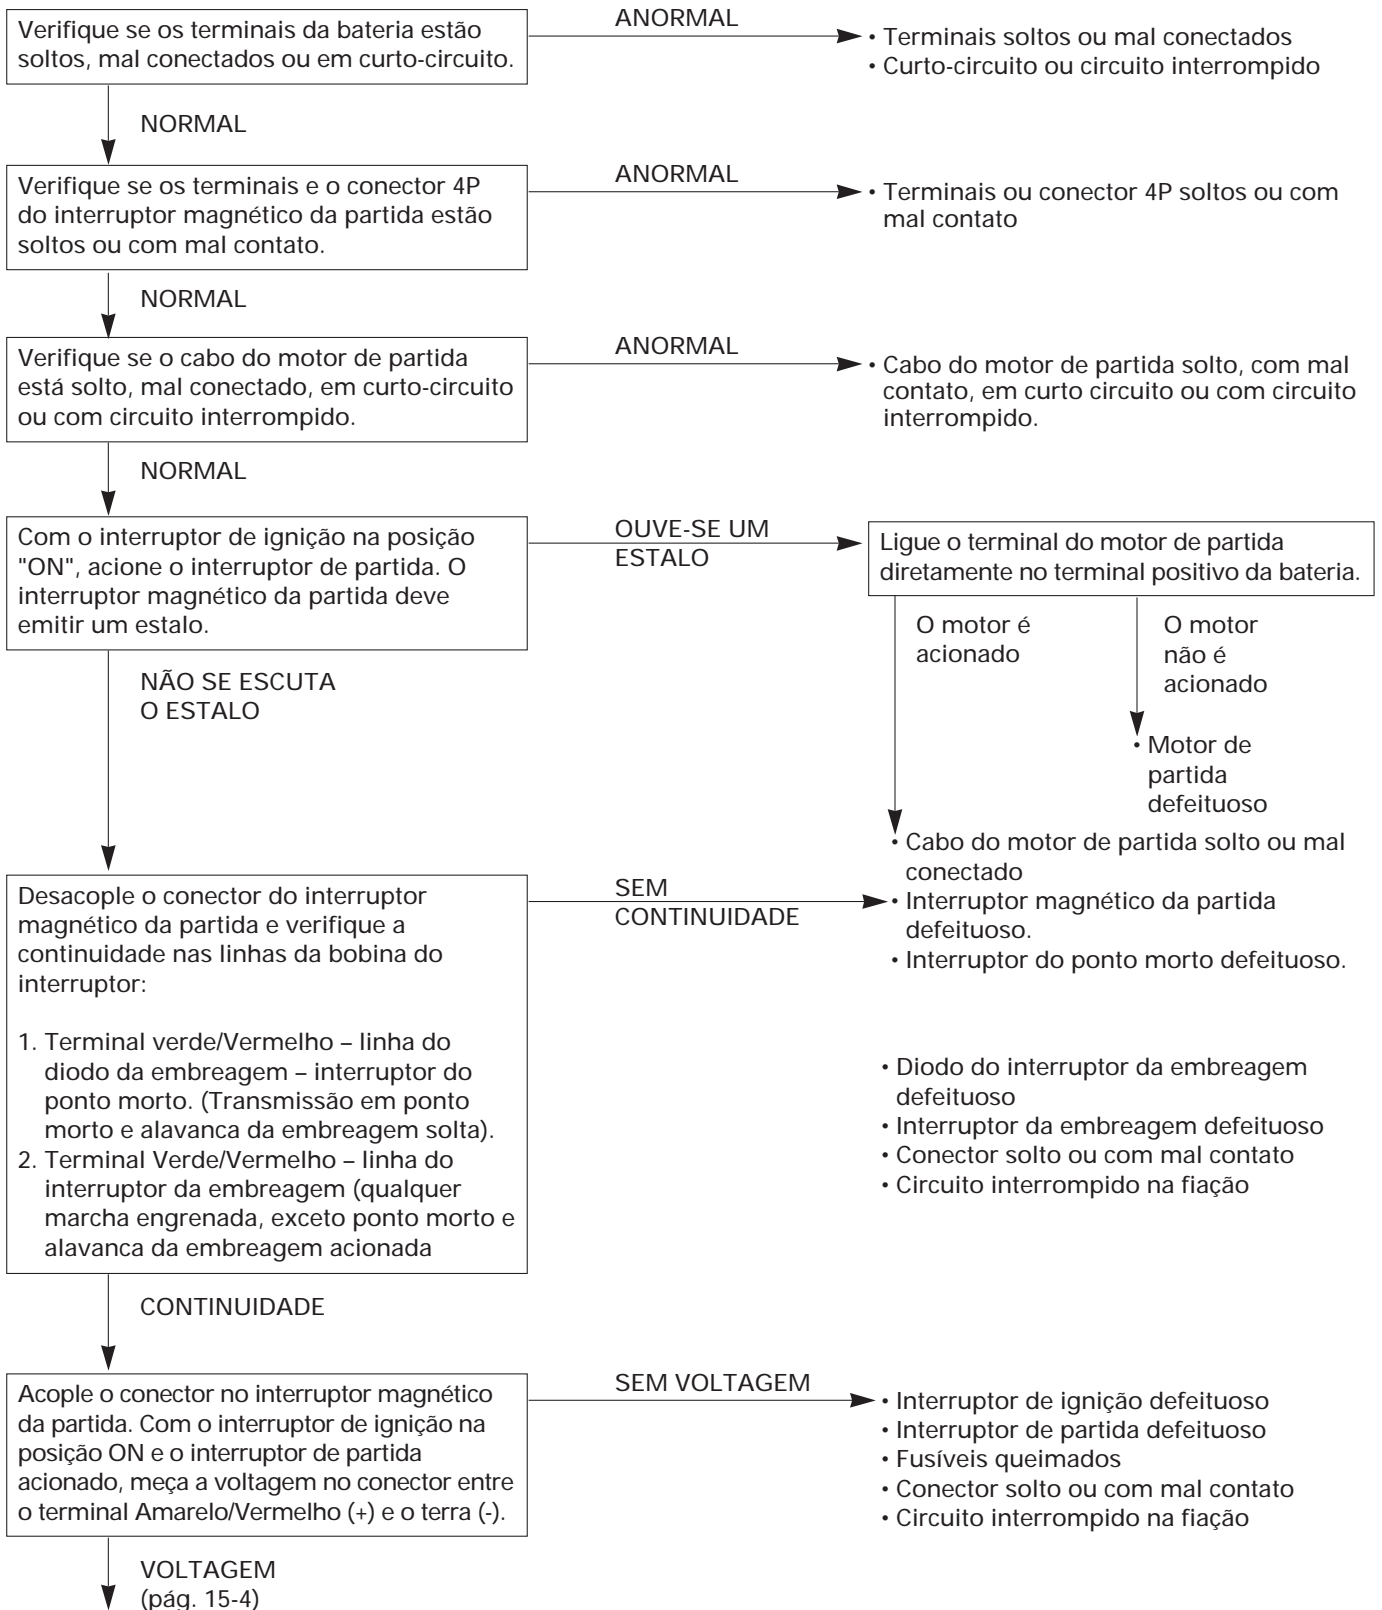 Verifique se os terminais da bateria estão
soltos, mal conectados ou em curto-circuito.
ANORMAL
• Terminais soltos ou mal conectados
• Curto-circuito ou circuito interrompido
NORMAL
Verifique se os terminais e o conector 4P
do interruptor magnético da partida estão
soltos ou com mal contato.
ANORMAL
• Terminais ou conector 4P soltos ou com
mal contato
NORMAL
Verifique se o cabo do motor de partida
está solto, mal conectado, em curto-circuito
ou com circuito interrompido.
ANORMAL
• Cabo do motor de partida solto, com mal
contato, em curto circuito ou com circuito
interrompido.
NORMAL
Com o interruptor de ignição na posição
"ON", acione o interruptor de partida. O
interruptor magnético da partida deve
emitir um estalo.
OUVE-SE UM
ESTALO
Ligue o terminal do motor de partida
diretamente no terminal positivo da bateria.
O motor é
acionado
O motor
não é
acionado
• Motor de
partida
defeituoso
NÃO SE ESCUTA
O ESTALO
• Cabo do motor de partida solto ou mal
conectado
• Interruptor magnético da partida
defeituoso.
• Interruptor do ponto morto defeituoso.
Desacople o conector do interruptor
magnético da partida e verifique a
continuidade nas linhas da bobina do
interruptor:
1. Terminal verde/Vermelho – linha do
diodo da embreagem – interruptor do
ponto morto. (Transmissão em ponto
morto e alavanca da embreagem solta).
2. Terminal Verde/Vermelho – linha do
interruptor da embreagem (qualquer
marcha engrenada, exceto ponto morto e
alavanca da embreagem acionada
SEM
CONTINUIDADE
• Diodo do interruptor da embreagem
defeituoso
• Interruptor da embreagem defeituoso
• Conector solto ou com mal contato
• Circuito interrompido na fiação
CONTINUIDADE
Acople o conector no interruptor magnético
da partida. Com o interruptor de ignição na
posição ON e o interruptor de partida
acionado, meça a voltagem no conector entre
o terminal Amarelo/Vermelho (+) e o terra (-).
SEM VOLTAGEM
• Interruptor de ignição defeituoso
• Interruptor de partida defeituoso
• Fusíveis queimados
• Conector solto ou com mal contato
• Circuito interrompido na fiação
VOLTAGEM
(pág. 15-4)